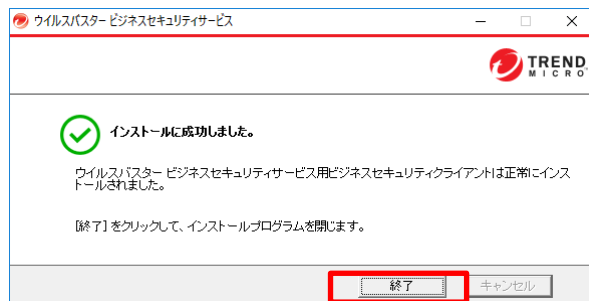 ウイルスバスター ビジネスセキュリティサービス
TREND
MICRO
インストールに成功しました。
ウイルスバスター ビジネスセキュリティサービス用ビジネスセキュリティクライアントは正常にインス
トールされました。
[終了] をクリックして、インストールプログラムを閉じます。
終了
キャンセル